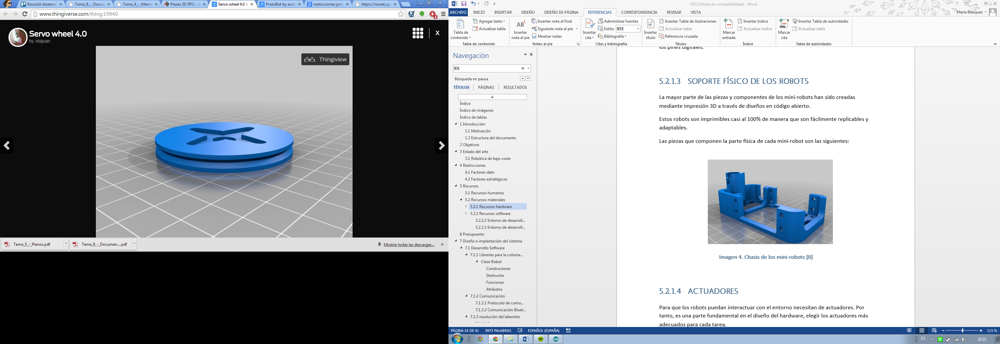 Reunión bisemar
Tema_8_-_Docun
Tema_4_-_Memo
Piezas 3D RPC - A
Servo wheel 4.0 b
ProtoBot by avale
restricciones proy
https://riunet.up
www.thingiverse.com/thing:19940
4
Servo wheel 4.0
by obijuan
X
Thingiview
Tema_5_-_Planos.pdf
Tema_8_-_Documen....pdf
Mostrar todas las descargas...
PFG [Modo de compatibilidad] - Word
ARCHIVO
INICIO
INSERTAR
DISEÑO
DISEÑO DE PÁGINA
REFERENCIAS
CORRESPONDENCIA
REVISAR
VISTA
María Blázquez
Tabla de contenido
Agregar texto
Actualizar tabla
Tabla de contenido
AB1
Insertar nota al pie
Insertar nota al final
Siguiente nota al pie
Mostrar notas
Notas al pie
Insertar cita
Administrar fuentes
Estilo: IEEE
Bibliografía
Citas y bibliografía
Insertar título
Insertar Tabla de ilustraciones
Actualizar tabla
Referencia cruzada
Títulos
Marcar entrada
Insertar índice
Actualizar índice
Índice
Marcar cita
Insertar Tabla de autoridades
Actualizar tabla
Tabla de autoridades
Navegación
IDE
Búsqueda en pausa
TÍTULOS
PÁGINAS
RESULTADOS
Índice
Índice de imágenes
Índice de tablas
1 Introducción
1.1 Motivación
1.2 Estructura del documento
2 Objetivos
3 Estado del arte
3.1 Robótica de bajo coste
4 Restricciones
4.1 Factores dato
4.2 Factores estratégicos
5 Recursos
5.1 Recursos humanos
5.2 Recursos materiales
5.2.1 Recursos hardware
5.2.2 Recursos software
5.2.2.2 Entorno de desarroll...
5.2.2.3 Entorno de desarroll...
6 Presupuesto
7 Diseño e implantación del sistema
7.1 Desarrollo Software
7.1.1 Librerías para la colonia...
Clase Robot
Constructores
Destructor
Funciones
Atributos
7.1.2 Comunicación
7.1.2.1 Protocolo de comu...
7.1.2.2 Comunicación Bluet...
7.1.3 resolución del laberinto
los pines digitales.
5.2.1.3 SOPORTE FÍSICO DE LOS ROBOTS
La mayor parte de las piezas y componentes de los mini-robots han sido creadas
mediante impresión 3D a través de diseños en código abierto.
Estos robots son imprimibles casi al 100% de manera que son fácilmente replicables y
adaptables.
Las piezas que componen la parte física de cada mini-robot son las siguientes:
Imagen 4. Chasis de los mini-robots [8]
5.2.1.4 ACTUADORES
Para que los robots puedan interactuar con el entorno necesitan de actuadores. Por
tanto, es una parte fundamental en el diseño del hardware, elegir los actuadores más
adecuados para cada tarea.
PÁGINA 14 DE 41
5973 PALABRAS
ESPAÑOL (ESPAÑA)
115 %
ES
20:21